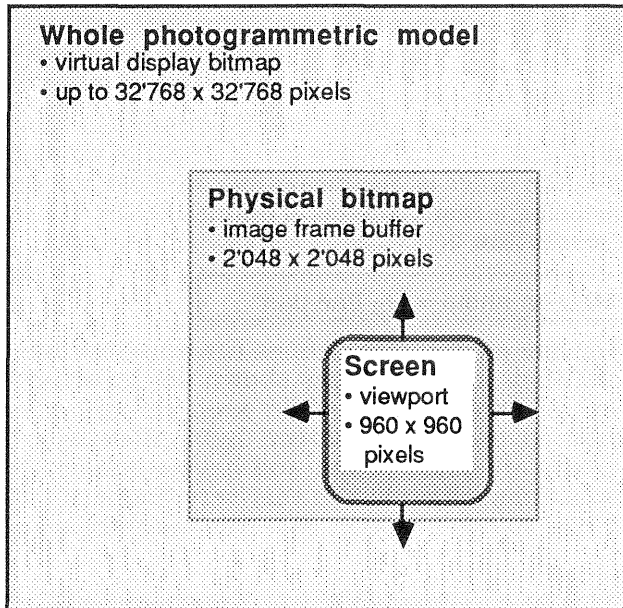 Whole photogrammetric model
• virtual display bitmap
• up to 32'768 x 32'768 pixels
Physical bitmap
• image frame buffer
• 2'048 x 2'048 pixels
Screen
• viewport
• 960 x 960
pixels